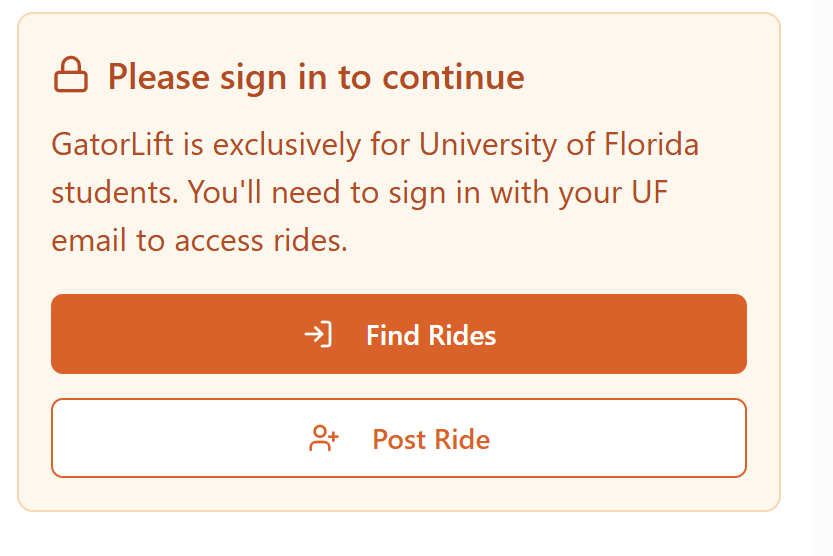 Please sign in to continue
GatorLift is exclusively for University of Florida
students. You'll need to sign in with your UF
email to access rides.
Find Rides
Post Ride